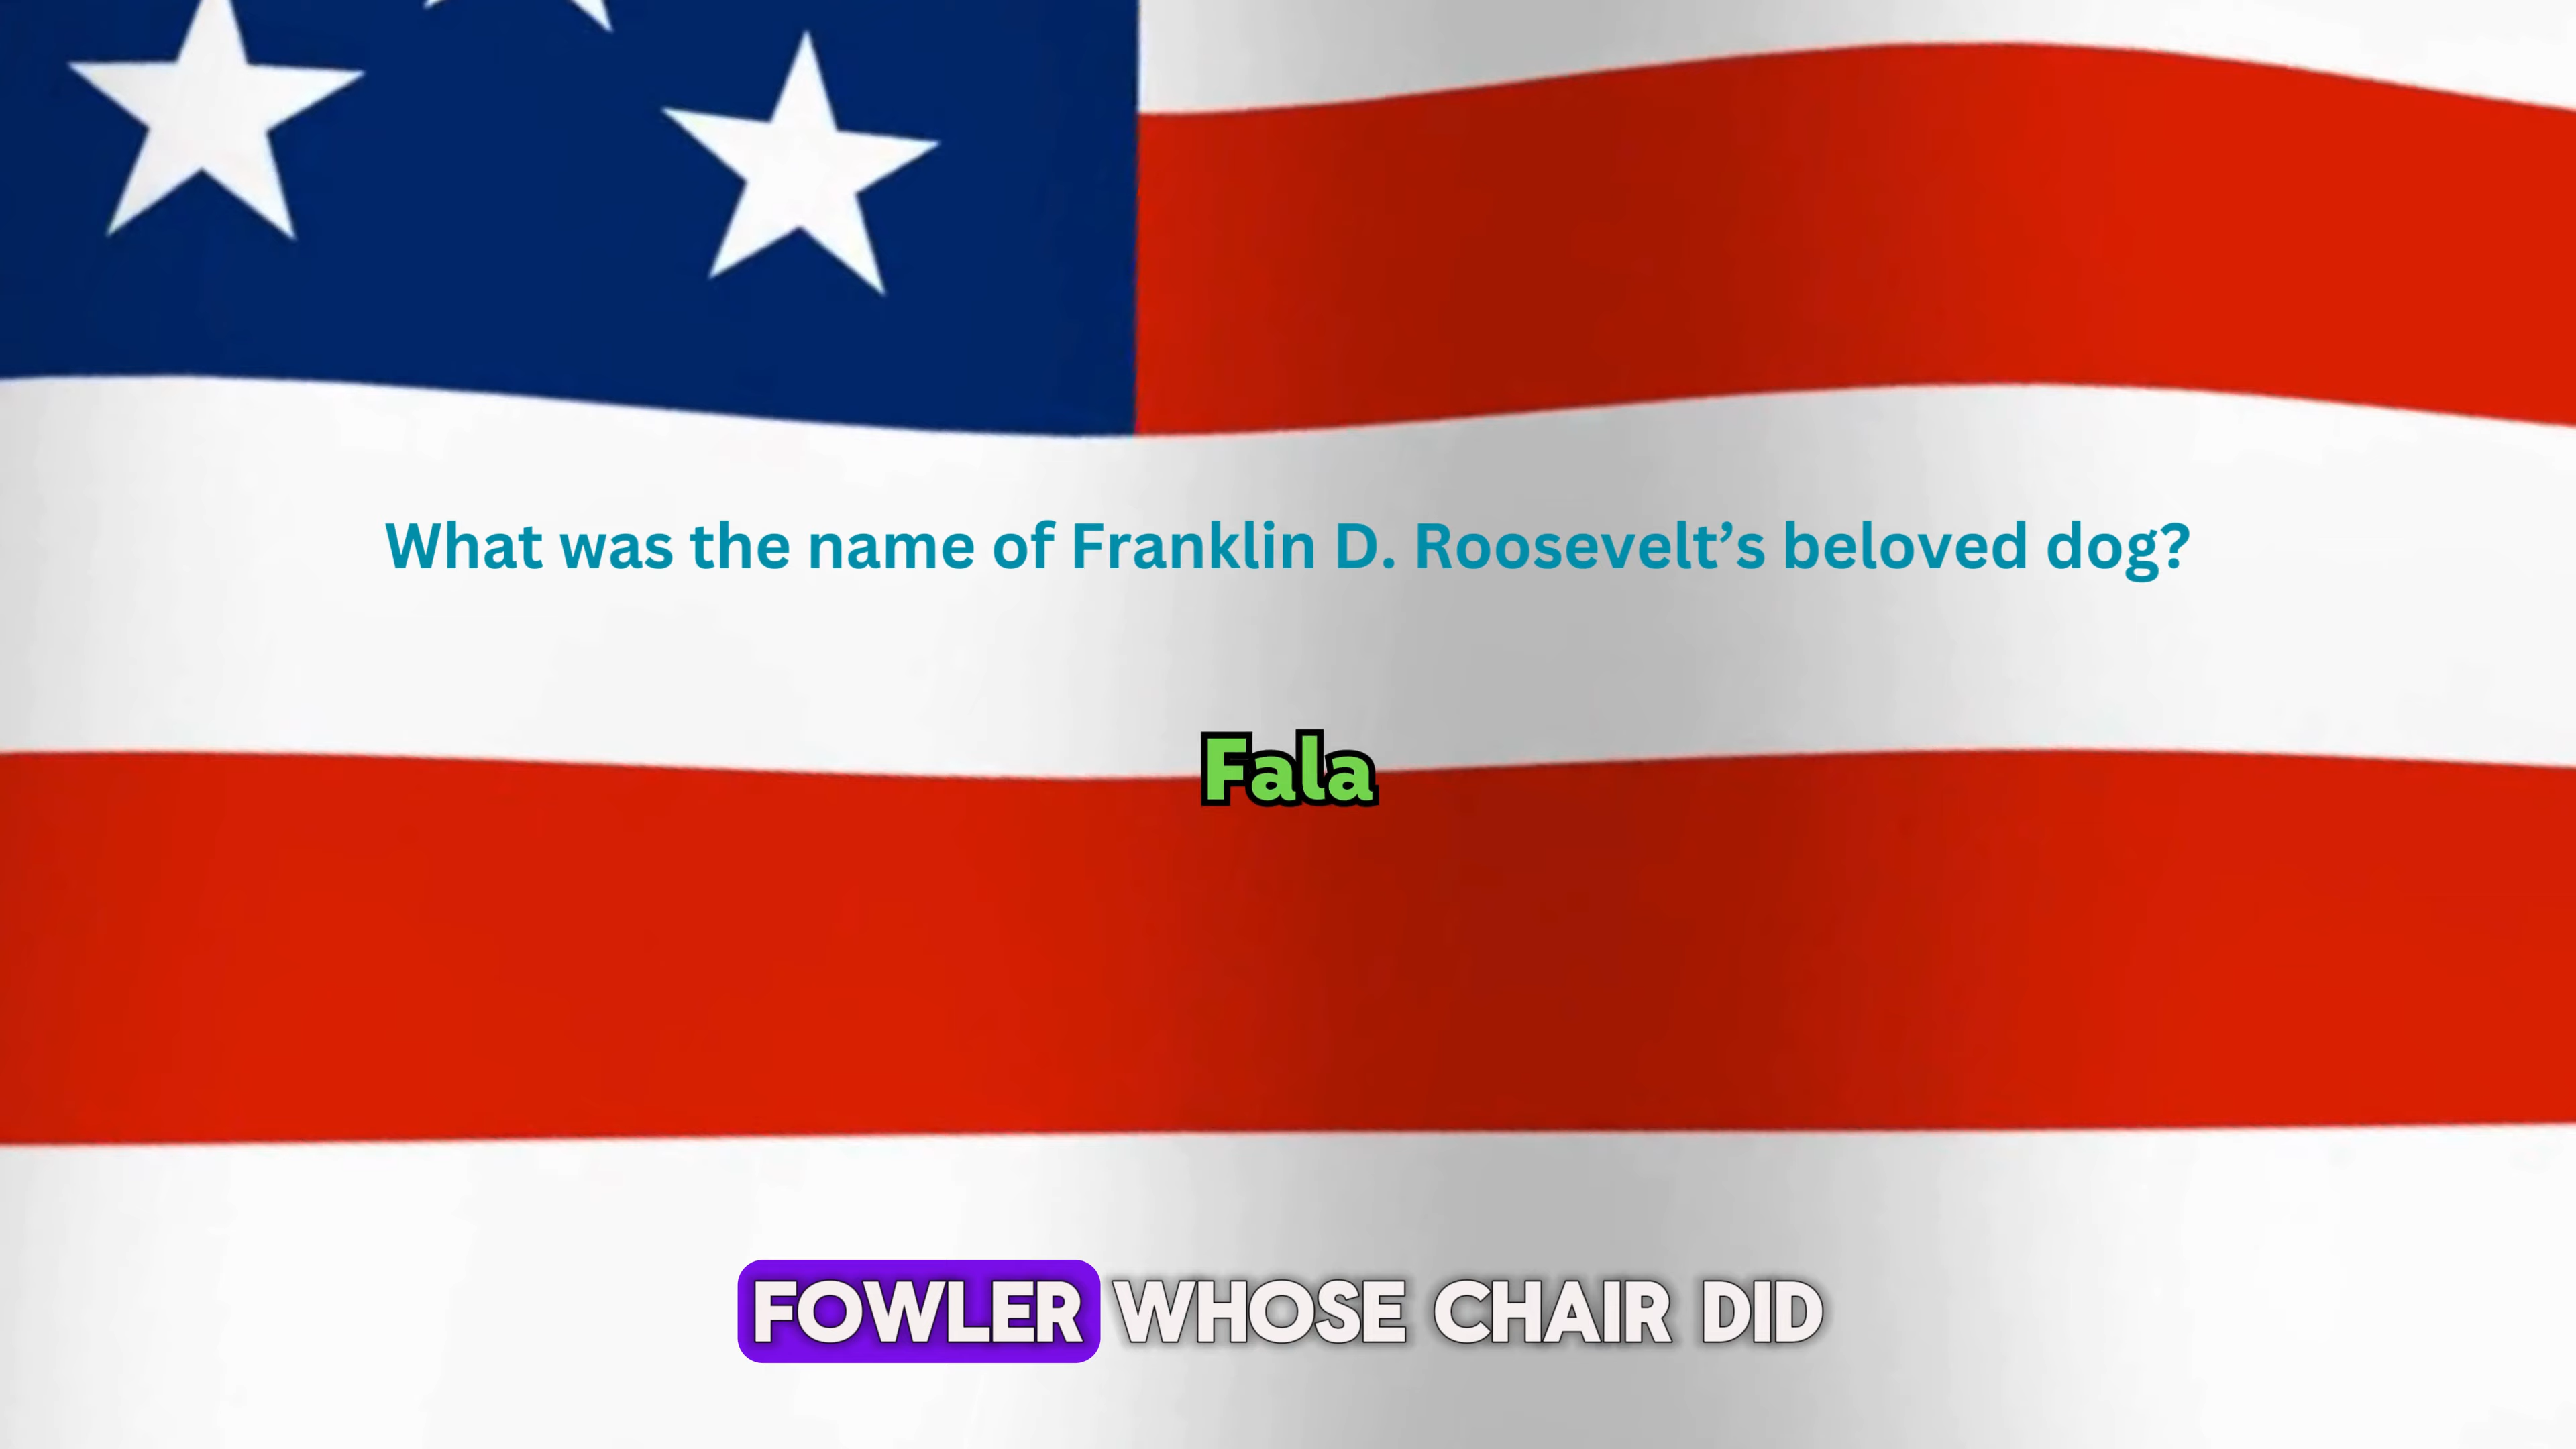 What was the name of Franklin D. Roosevelt’s beloved dog?
Fala
FOWLER WHOSE CHAIR DID